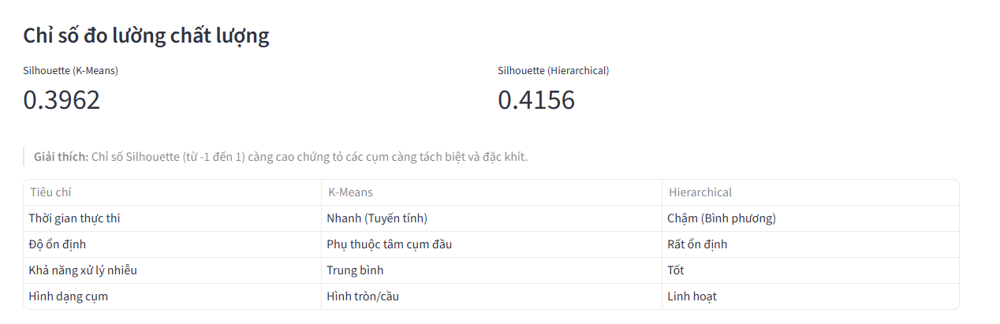 Chỉ số đo lường chất lượng
Silhouette (K-Means) Silhouette (Hierarchical)
0.3962 0.4156
Giải thích: Chỉ số Silhouette (từ -1 đến 1) càng cao chứng tỏ các cụm càng tách biệt và đặc khít.
Tiêu chí K-Means Hierarchical
Thời gian thực thi Nhanh (Tuyến tính) Chậm (Bình phương)
Độ ổn định Phụ thuộc tâm cụm đầu Rất ổn định
Khả năng xử lý nhiễu Trung bình Tốt
Hình dạng cụm Hình tròn/cầu Linh hoạt